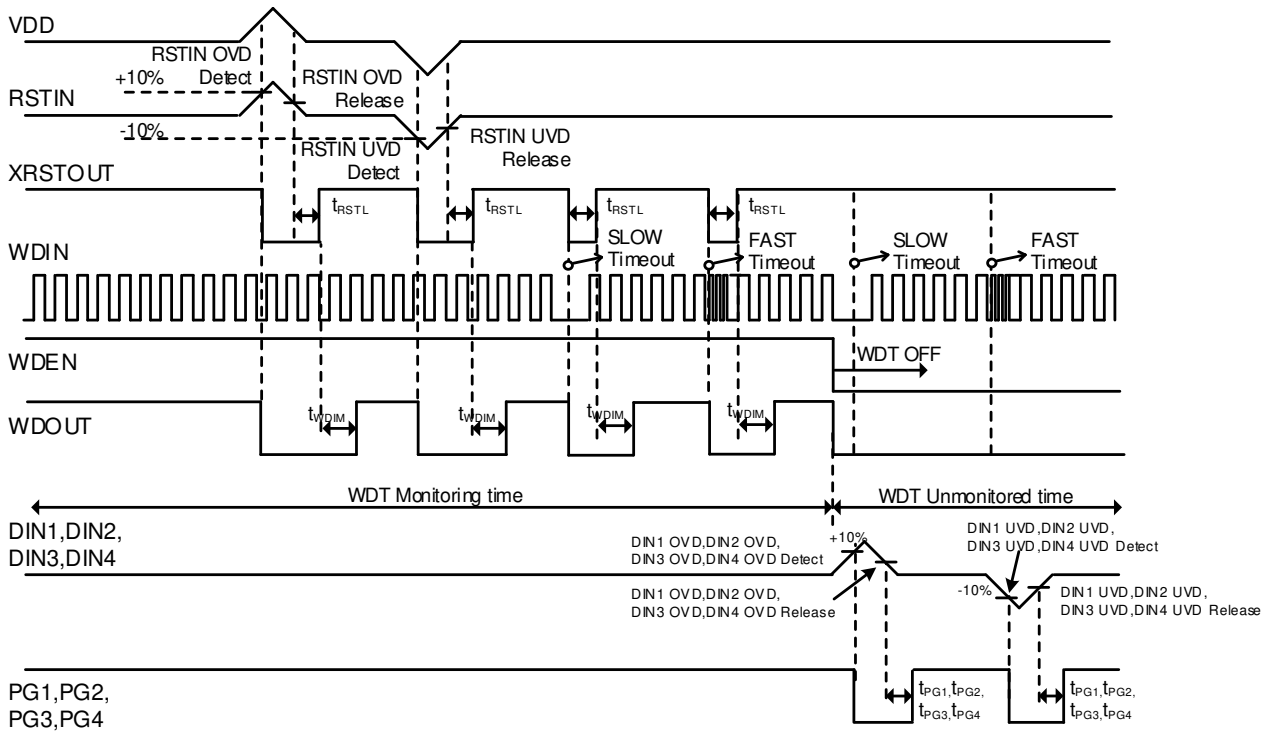 VDD
RSTIN OVD
Detect
+10%
RSTIN OVD
Release
RSTIN
-10%
RSTIN UVD
Detect
RSTIN UVD
Release
XRSTOUT
tRSTL
tRSTL
tRSTL
tRSTL
SLOW
Timeout
FAST
Timeout
SLOW
Timeout
FAST
Timeout
WDIN
WDEN
WDT OFF
WDOUT
tWDIM
tWDIM
tWDIM
tWDIM
WDT Monitoring time
WDT Unmonitored time
DIN1,DIN2,
DIN3,DIN4
DIN1 OVD,DIN2 OVD,
DIN3 OVD,DIN4 OVD Detect
+10%
DIN1 UVD,DIN2 UVD,
DIN3 UVD,DIN4 UVD Detect
DIN1 OVD,DIN2 OVD,
DIN3 OVD,DIN4 OVD Release
-10%
DIN1 UVD,DIN2 UVD,
DIN3 UVD,DIN4 UVD Release
PG1,PG2,
PG3,PG4
tPG1,tPG2,
tPG3,tPG4
tPG1,tPG2,
tPG3,tPG4